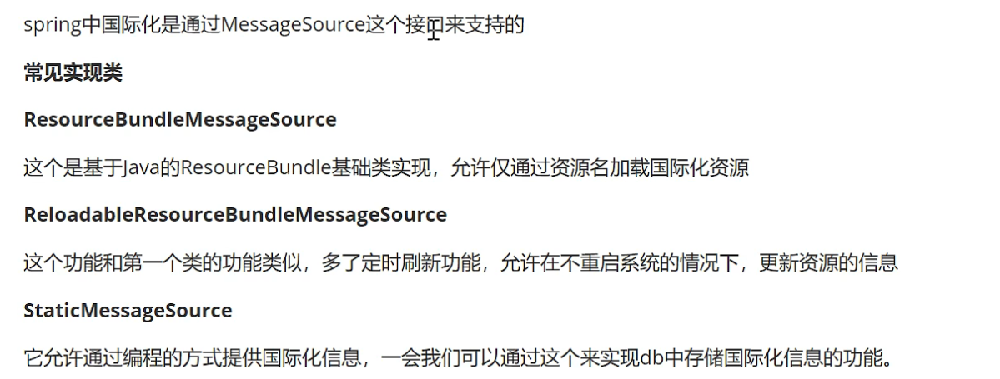 spring中国际化是通过MessageSource这个接口来支持的
常见实现类
ResourceBundleMessageSource
这个是基于Java的ResourceBundle基础类实现，允许仅通过资源名加载国际化资源
ReloadableResourceBundleMessageSource
这个功能和第一个类的功能类似，多了定时刷新功能，允许在不重启系统的情况下，更新资源的信息
StaticMessageSource
它允许通过编程的方式提供国际化信息，一会我们可以通过这个来实现db中存储国际化信息的功能。